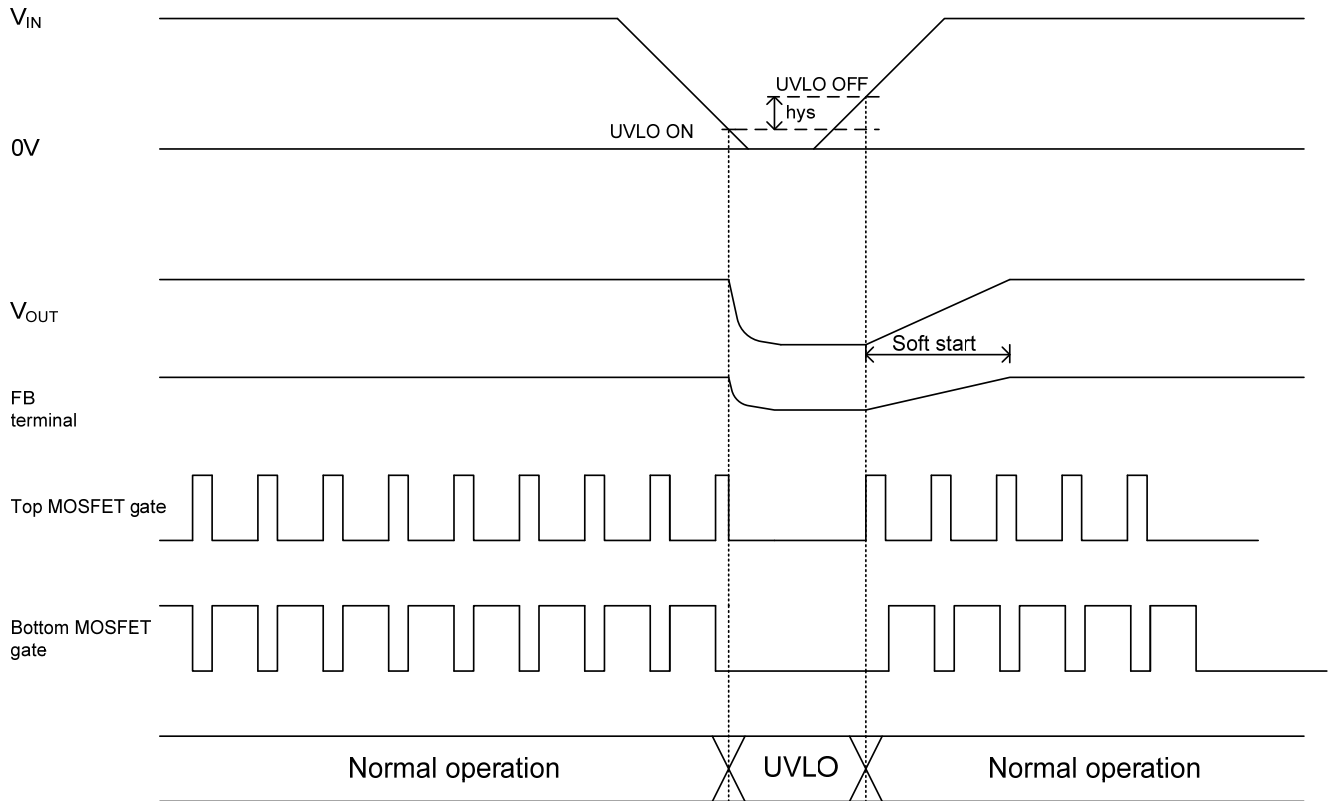 VIN
UVLO OFF
hys
UVLO ON
0V
VOUT
Soft start
FB
terminal
Top MOSFET gate
Bottom MOSFET
gate
Normal operation
UVLO
Normal operation